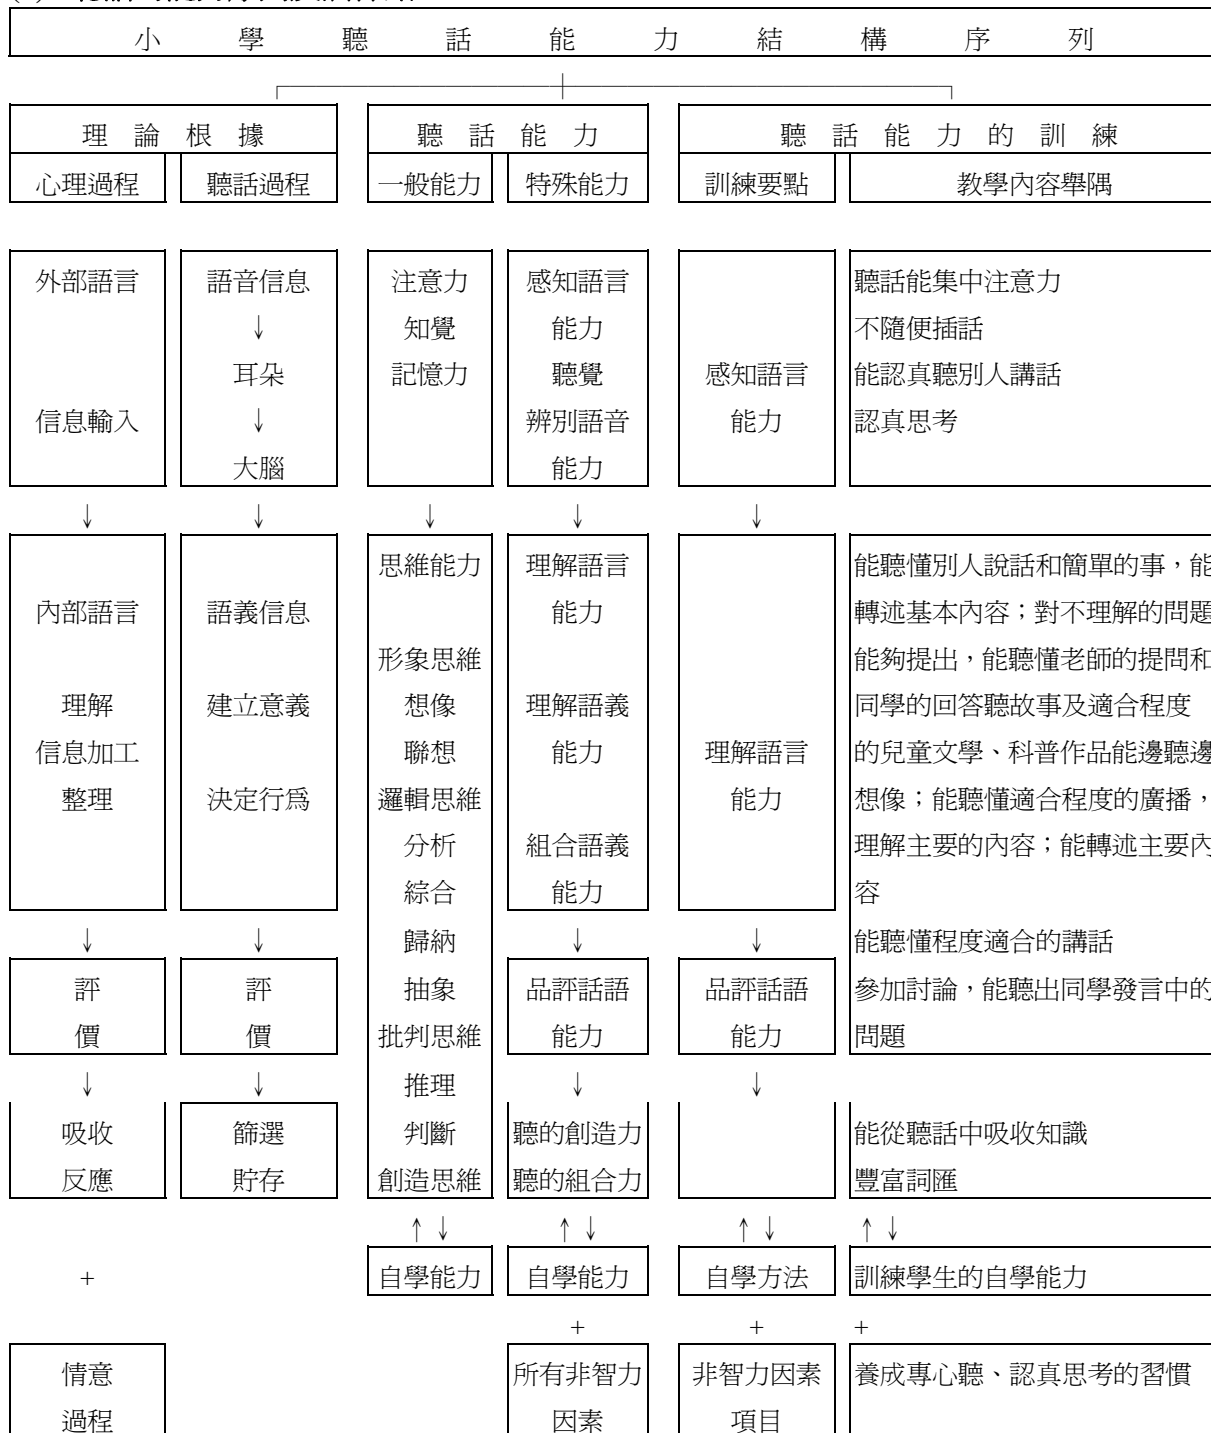 小學聽話能力結構序列
理論根據 聽話能力 聽話能力的訓練
心理過程 聽話過程 一般能力 特殊能力 訓練要點 教學內容舉隅
外部語言 語音信息 注意力 感知語言 聽話能集中注意力
↓ 知覺 能力 不隨便插話
耳朵 記憶力 聽覺 感知語言 能認真聽別人講話
信息輸入 ↓ 辨別語音 能力 認真思考
大腦 能力
↓ ↓ ↓ ↓ ↓
思維能力 理解語言 能聽懂別人說話和簡單的事，能
內部語言 語義信息 能力 轉述基本內容；對不理解的問題
形象思維 能夠提出，能聽懂老師的提問和
理解 建立意義 想像 理解語義 同學的回答聽故事及適合程度
信息加工 聯想 能力 理解語言 的兒童文學、科普作品能邊聽邊
整理 決定行爲 邏輯思維 能力 想像；能聽懂適合程度的廣播，
分析 組合語義 理解主要的內容；能轉述主要內
綜合 能力 容
↓ ↓ 歸納 ↓ ↓ 能聽懂程度適合的講話
評 評 抽象 品評話語 品評話語 參加討論，能聽出同學發言中的
價 價 批判思維 能力 能力 問題
↓ ↓ 推理 ↓ ↓
吸收 篩選 判斷 聽的創造力 能從聽話中吸收知識
反應 貯存 創造思維 聽的組合力 豐富詞匯
↑↓ ↑↓ ↑↓ ↑↓
+ 自學能力 自學能力 自學方法 訓練學生的自學能力
+ + +
情意 所有非智力 非智力因素 養成專心聽、認真思考的習慣
過程 因素 項目